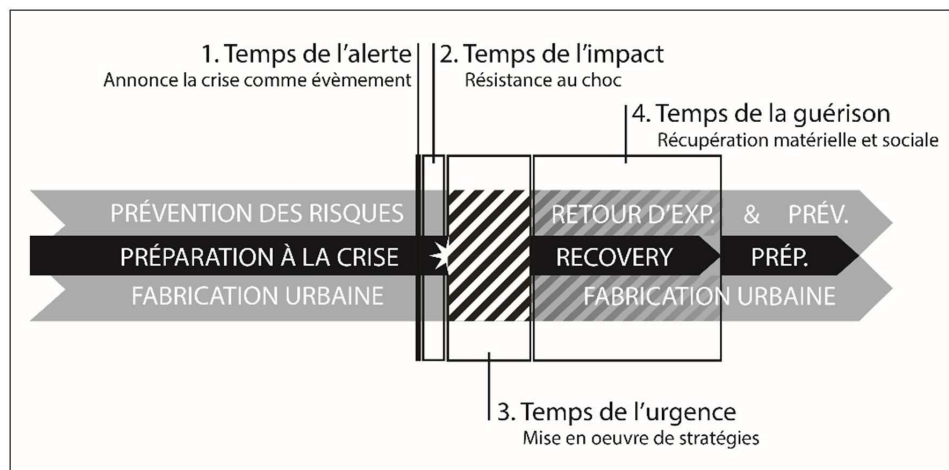 1. Temps de l'alerte
Annonce la crise comme évèmement
2. Temps de l'impact
Résistance au choc
4. Temps de la guérison
Récupération matérielle et sociale
PRÉVENTION DES RISQUES
RETOUR D'EXP. & PRÉV.
PRÉPARATION À LA CRISE
RECOVERY
PRÉP.
FABRICATION URBAINE
FABRICATION URBAINE
3. Temps de l'urgence
Mise en oeuvre de stratégies